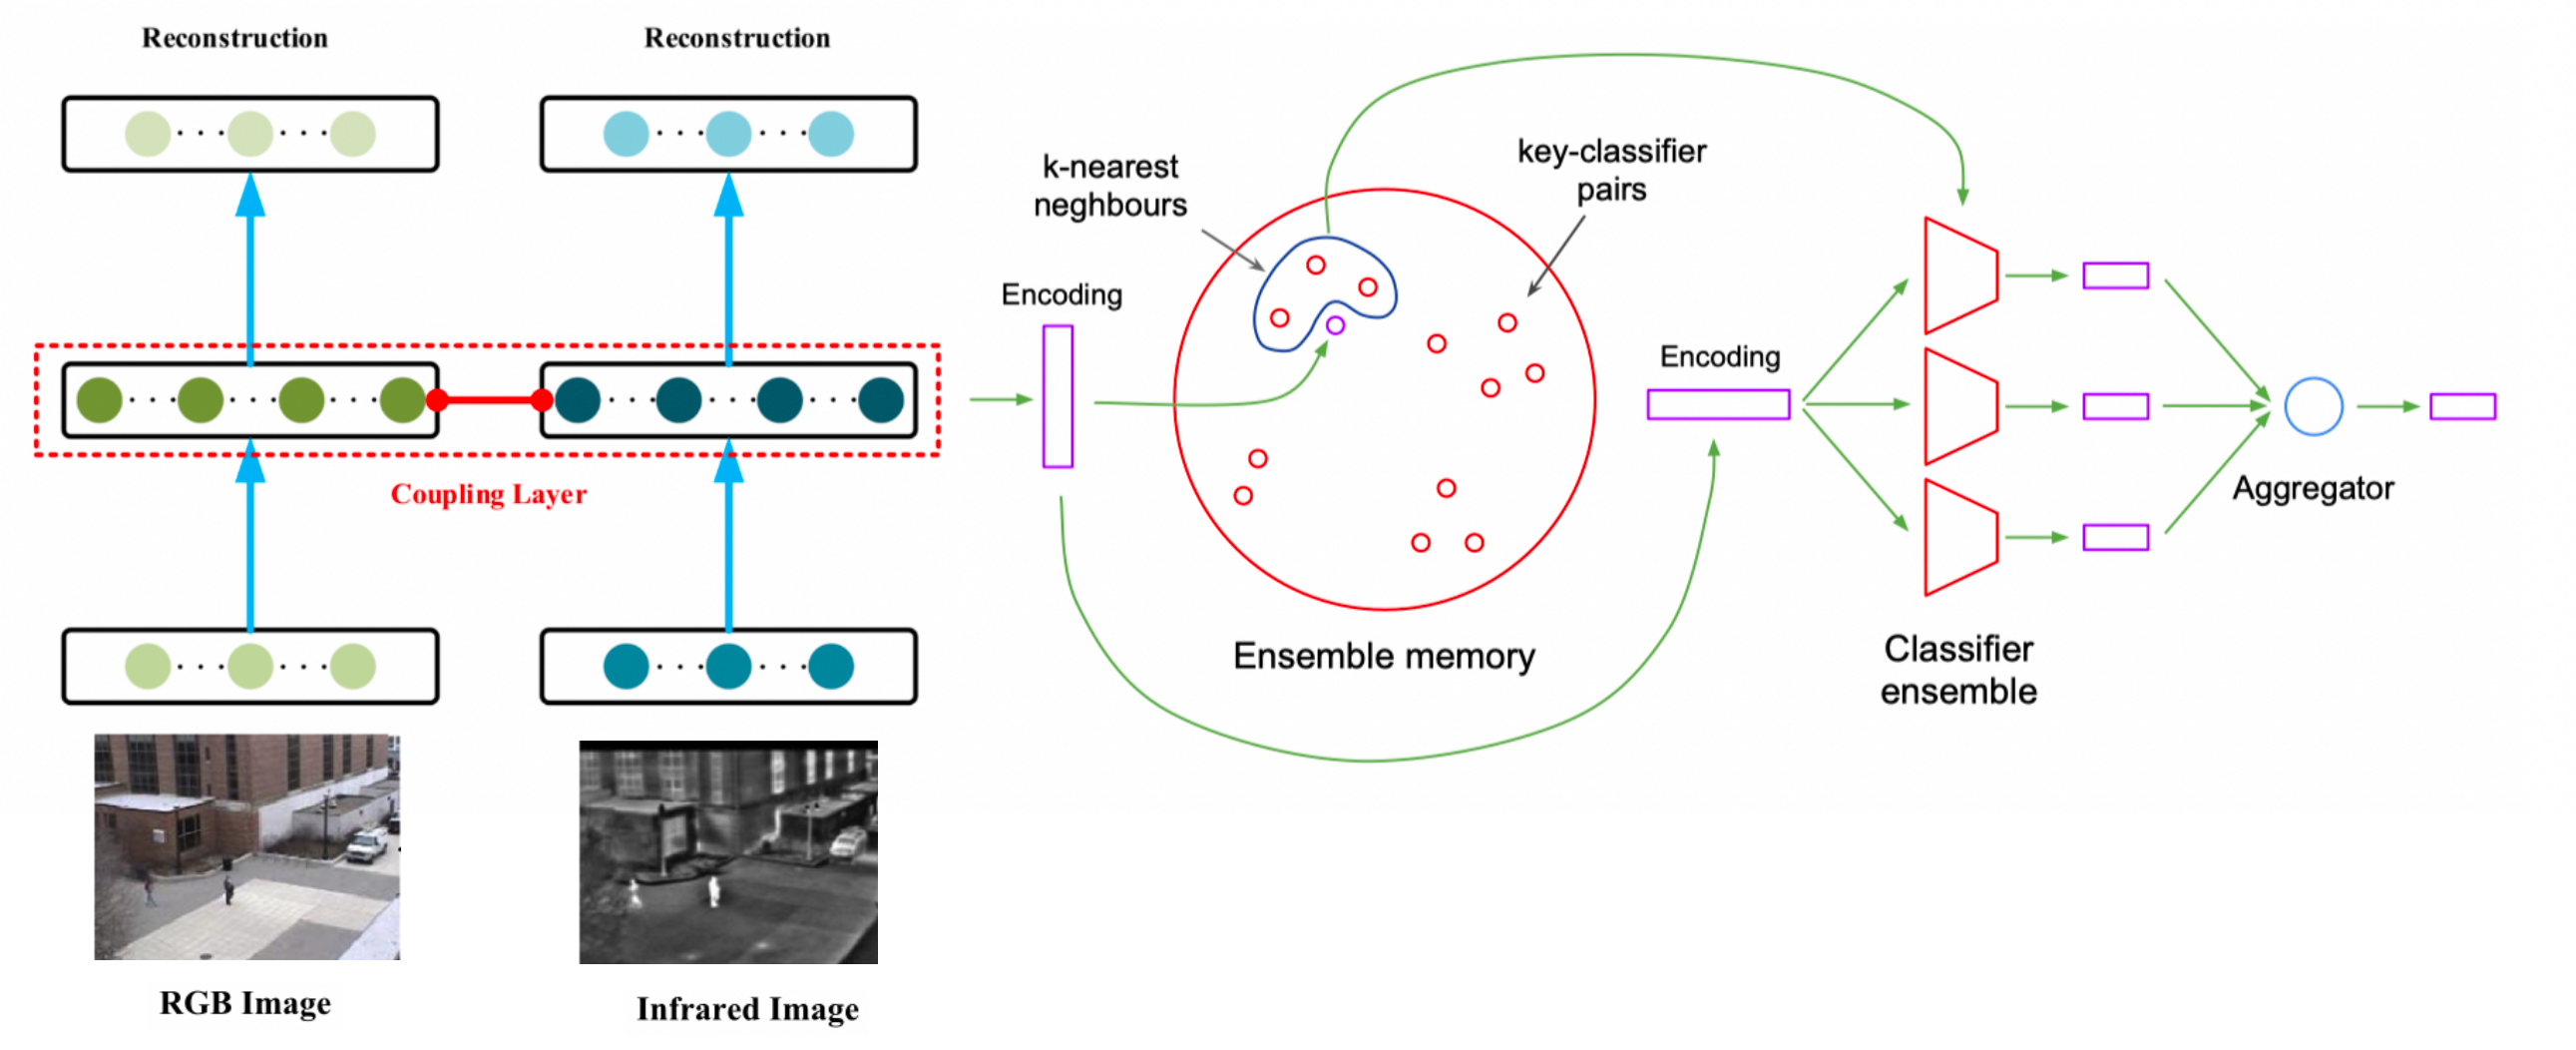 Reconstruction
Reconstruction
Coupling Layer
RGB Image
Infrared Image
Encoding
k-nearest
neghbours
key-classifier
pairs
Ensemble memory
Encoding
Classifier
ensemble
Aggregator